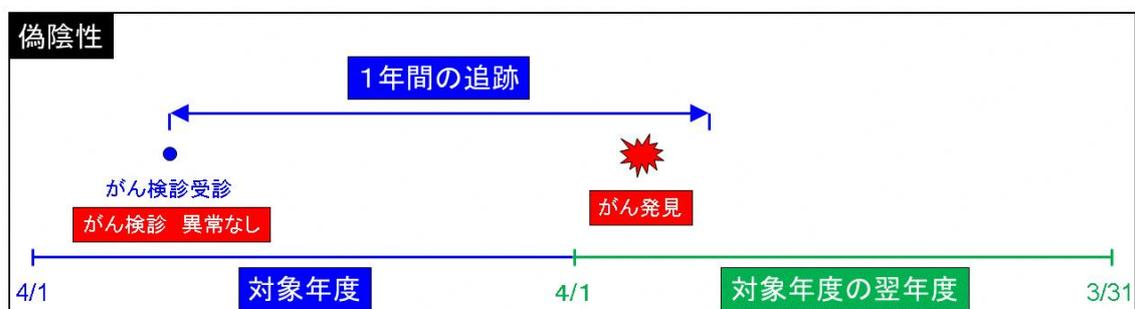 偽陰性
１年間の追跡
がん検診受診
がん検診　異常なし
がん発見
4/1
対象年度
4/1
対象年度の翌年度
3/31